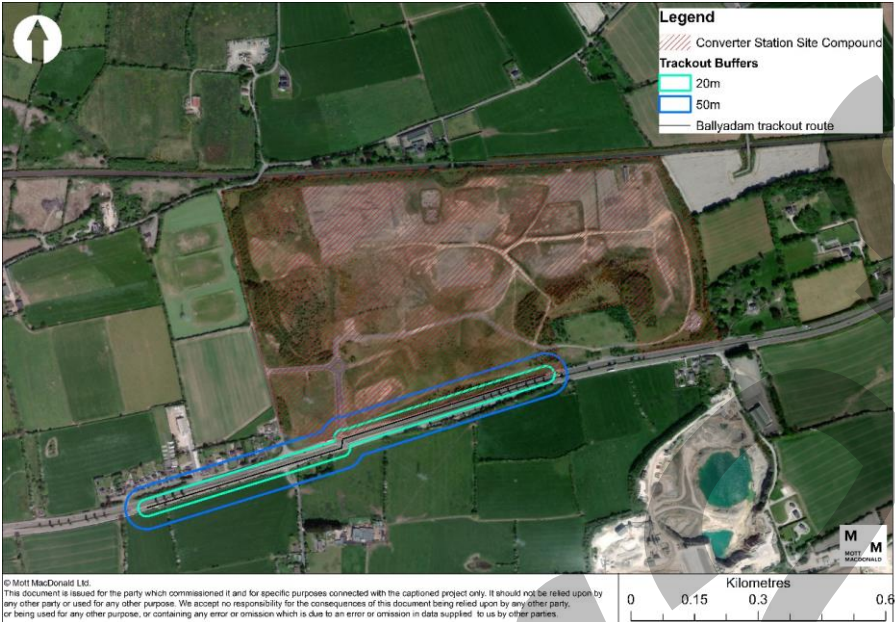 Legend
Converter Station Site Compound
Trackout Buffers
20m
50m
Ballyadam trackout route
M
M
MOTT
MACDONALD
© Mott MacDonald Ltd.
This document is issued for the party which commissioned it and for specific purposes connected with the captioned project only. It should not be relied upon by
any other party or used for any other purpose. We accept no responsibility for the consequences of this document being relied upon by any other party,
or being used for any other purpose, or containing any error or omission which is due to an error or omission in data supplied to us by other parties.
Kilometres
0 0.15 0.3 0.6